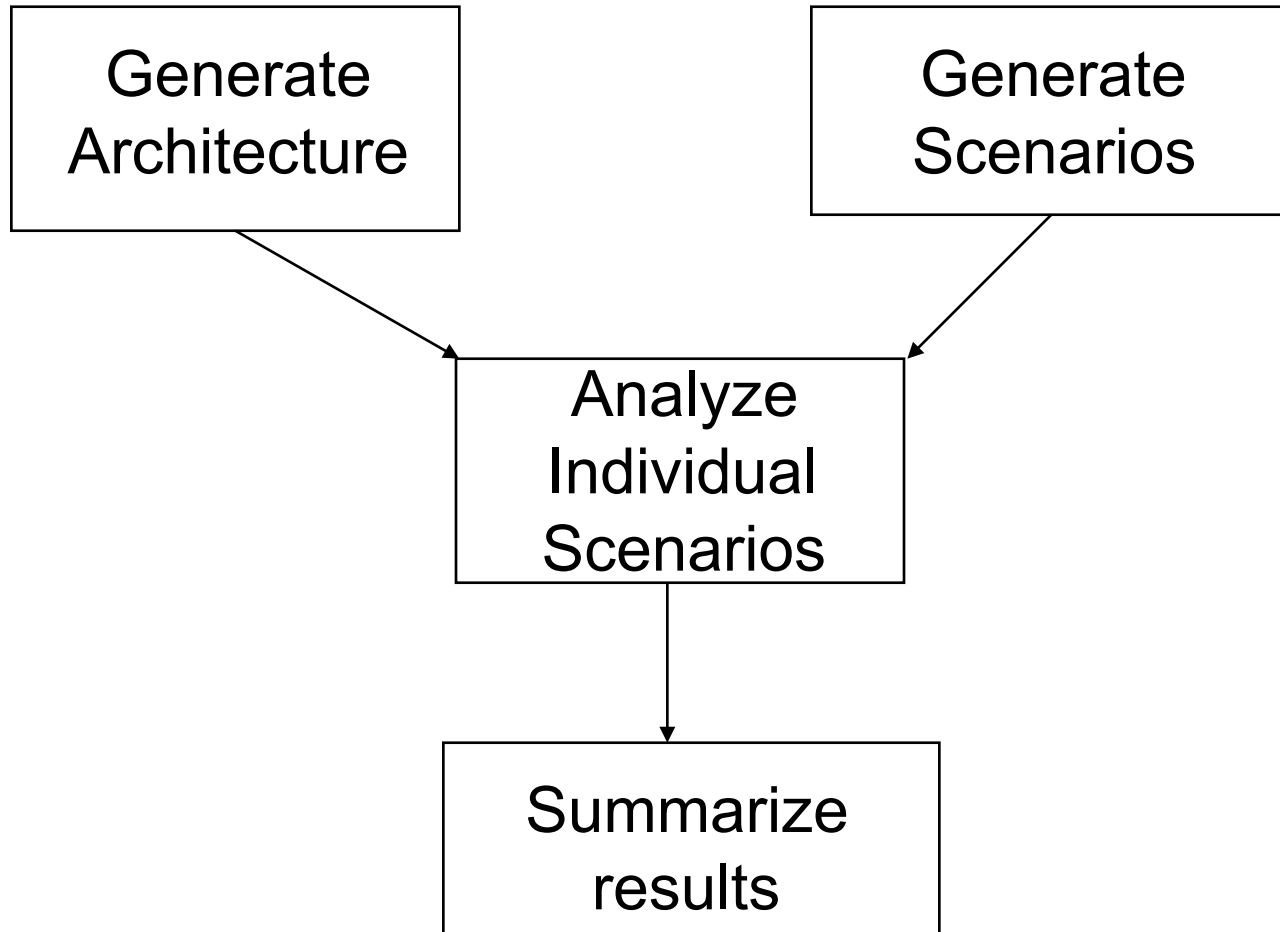 Generate
Architecture
Generate
Scenarios
Analyze
Individual
Scenarios
Summarize
results